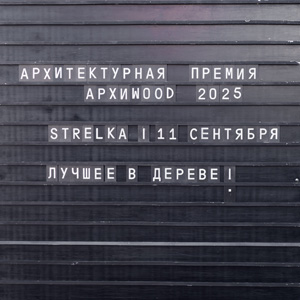 АРХИТЕКТУРНАЯ ПРЕМИЯ
АРХИWOOD 2025
STRELKA | 11 СЕНТЯБРЯ
ЛУЧШЕЕ В ДЕРЕВЕ!